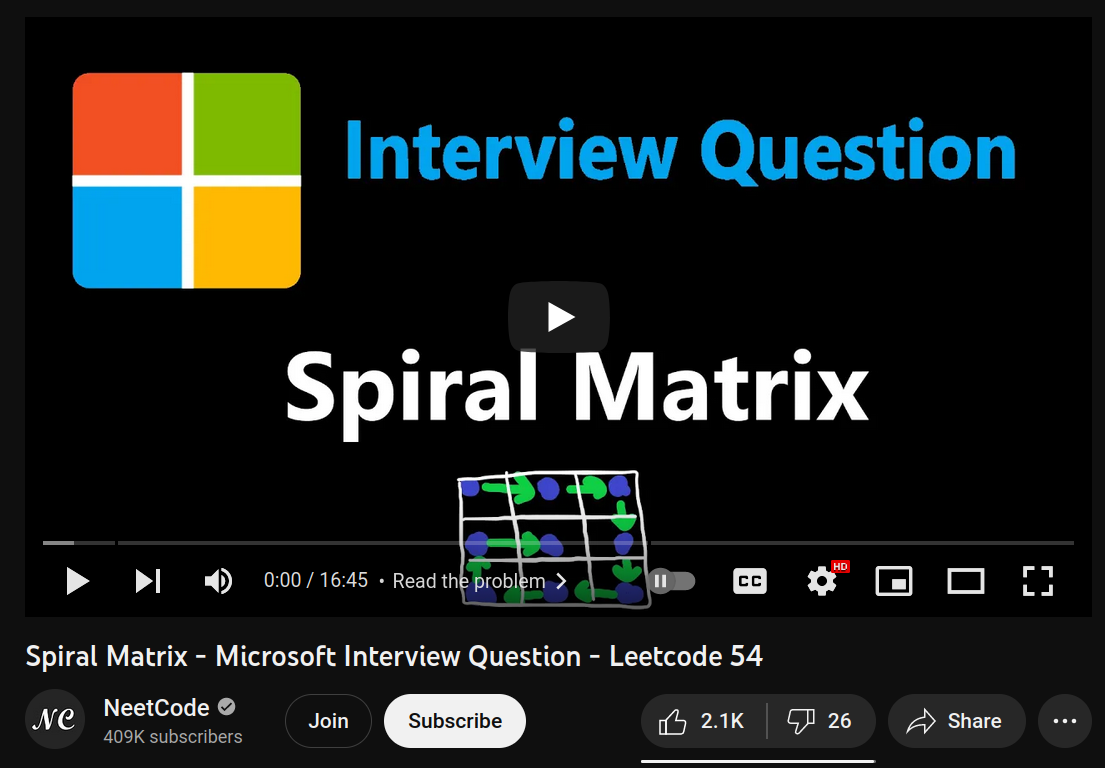 Interview Question
Spiral Matrix
0:00 / 16:45 • Read the problem
CC
HD
Spiral Matrix - Microsoft Interview Question - Leetcode 54
NC
NeetCode
409K subscribers
Join
Subscribe
2.1K
26
Share